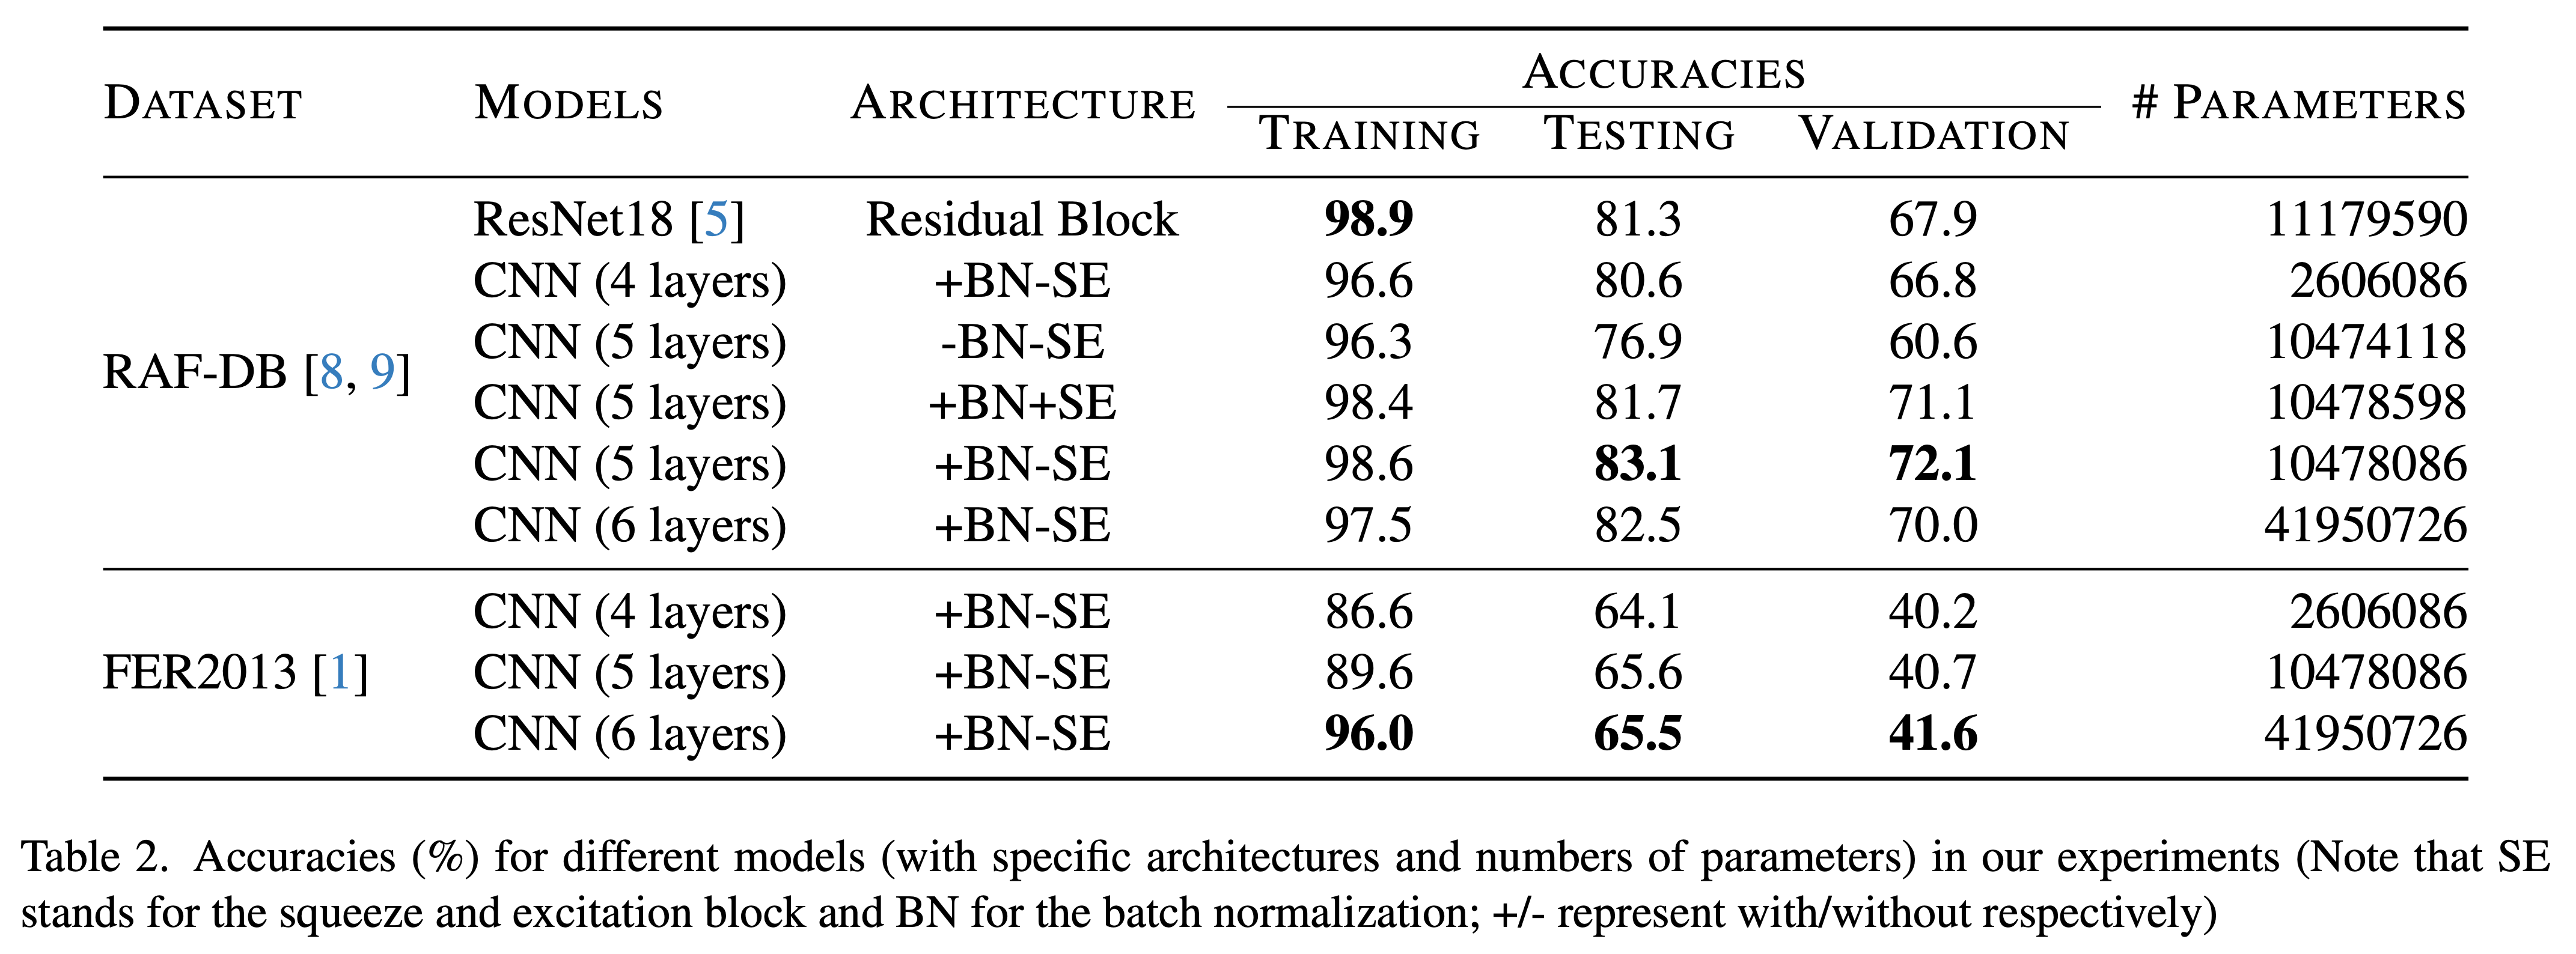 DATASET MODELS ARCHITECTURE ACCURACIES # PARAMETERS
TRAINING TESTING VALIDATION
RAF-DB [8, 9]
ResNet18 [5] Residual Block 98.9 81.3 67.9 11179590
CNN (4 layers) +BN-SE 96.6 80.6 66.8 2606086
CNN (5 layers) -BN-SE 96.3 76.9 60.6 10474118
CNN (5 layers) +BN+SE 98.4 81.7 71.1 10478598
CNN (5 layers) +BN-SE 98.6 83.1 72.1 10478086
CNN (6 layers) +BN-SE 97.5 82.5 70.0 41950726
FER2013 [1]
CNN (4 layers) +BN-SE 86.6 64.1 40.2 2606086
CNN (5 layers) +BN-SE 89.6 65.6 40.7 10478086
CNN (6 layers) +BN-SE 96.0 65.5 41.6 41950726
Table 2. Accuracies (%) for different models (with specific architectures and numbers of parameters) in our experiments (Note that SE
stands for the squeeze and excitation block and BN for the batch normalization; +/- represent with/without respectively)